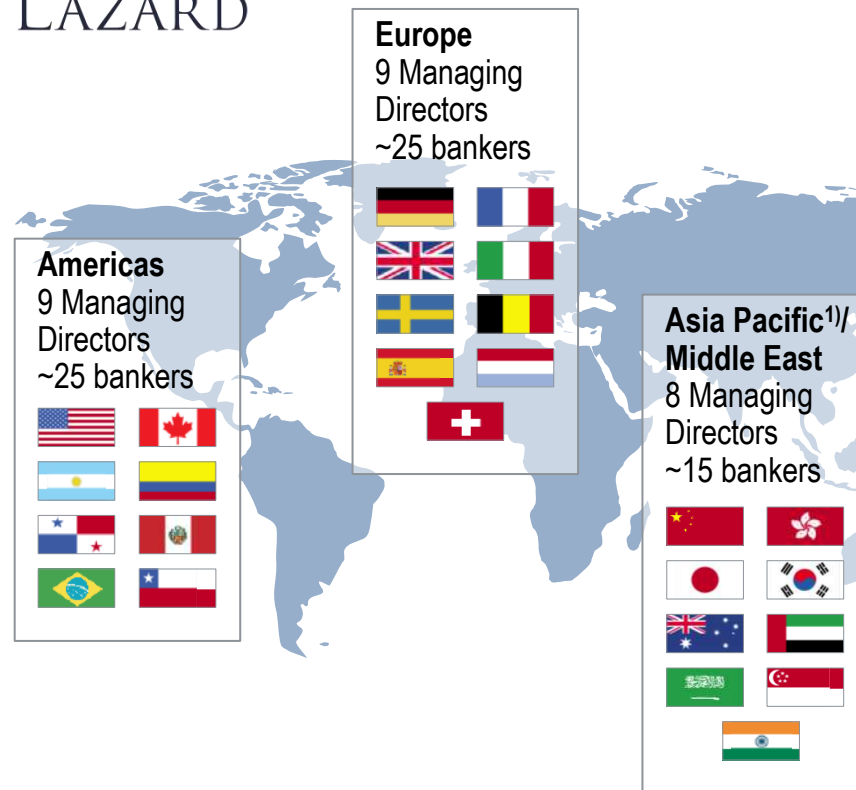 LAZARD
Europe
9 Managing
Directors
~25 bankers
Americas
9 Managing
Directors
~25 bankers
Asia Pacific¹⁾/
Middle East
8 Managing
Directors
~15 bankers